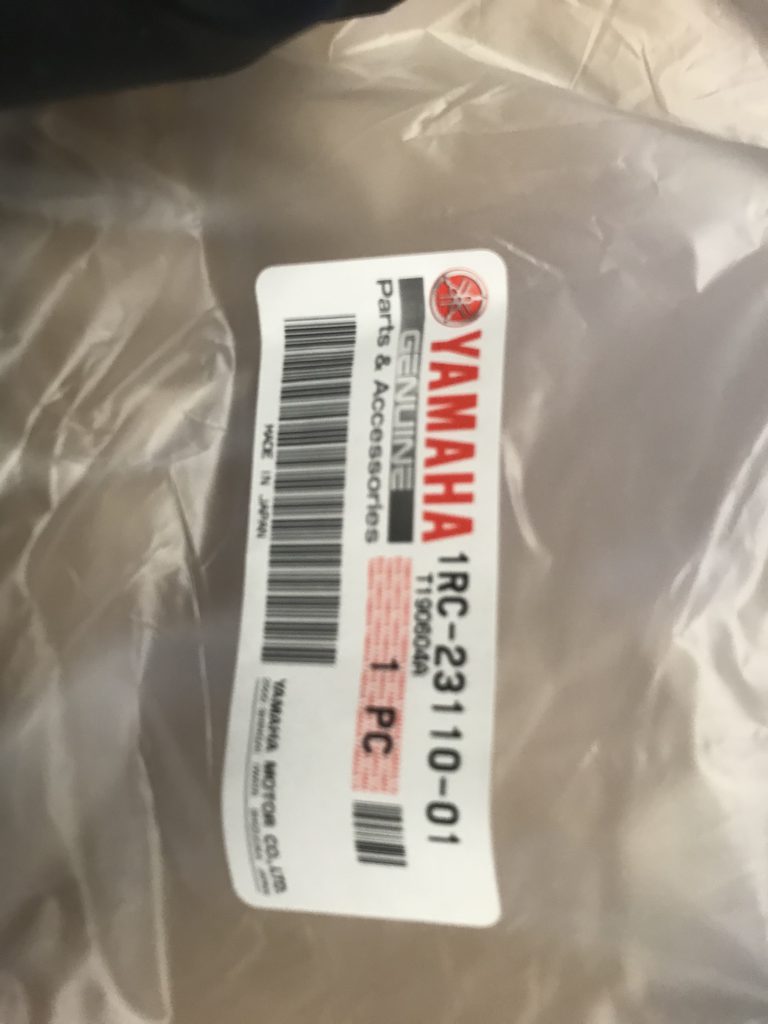 YAMAHA
GENUINE
Parts & Accessories
1RC-23110-01
T190604A
1 PC
MADE IN JAPAN
YAMAHA MOTOR CO.,LTD.